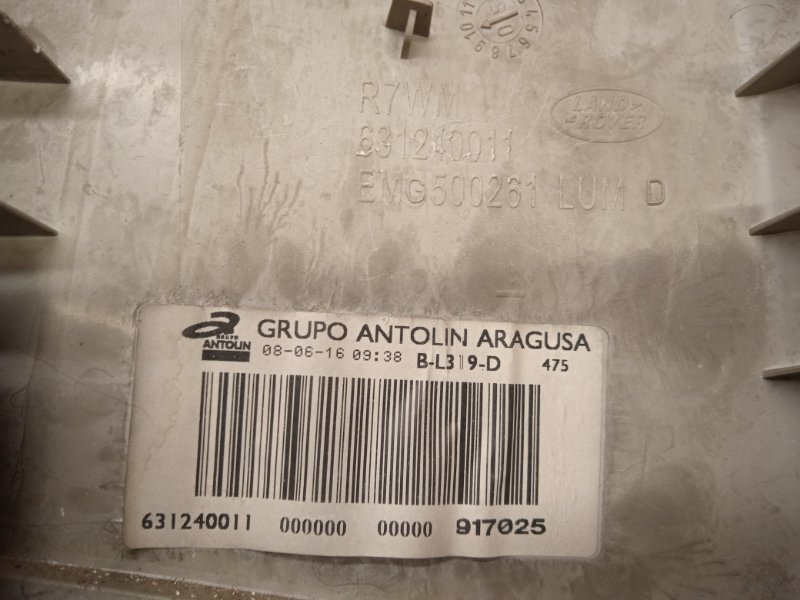 R7WM
LAND
ROVER
631240011
EMG500261 LUM D
a
GRUPO
ANTOLIN
GRUPO ANTOLIN ARAGUSA
08-06-16 09:38 B-L319-D 475
631240011 000000 00000 917025